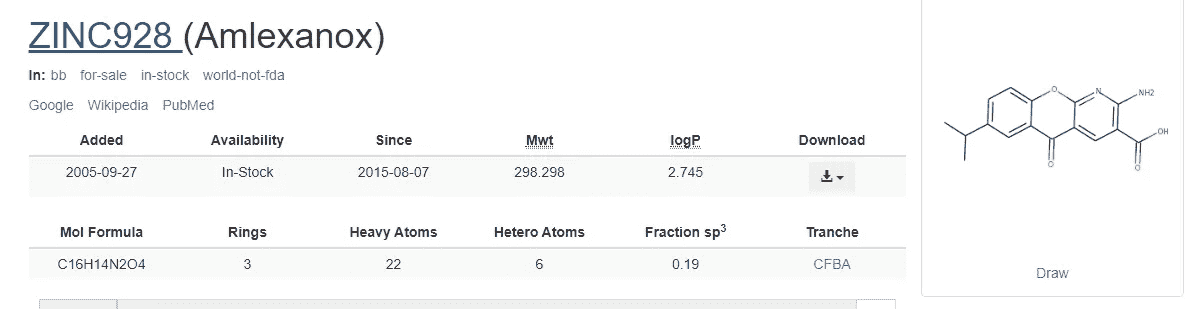 ZINC928 (Amlexanox)
In: bb for-sale in-stock world-not-fda
Google Wikipedia PubMed
Added Availability Since Mwt logP Download
2005-09-27 In-Stock 2015-08-07 298.298 2.745
Mol Formula Rings Heavy Atoms Hetero Atoms Fraction sp³ Tranche
C16H14N2O4 3 22 6 0.19 CFBA
O N NH2
OH
O O
Draw